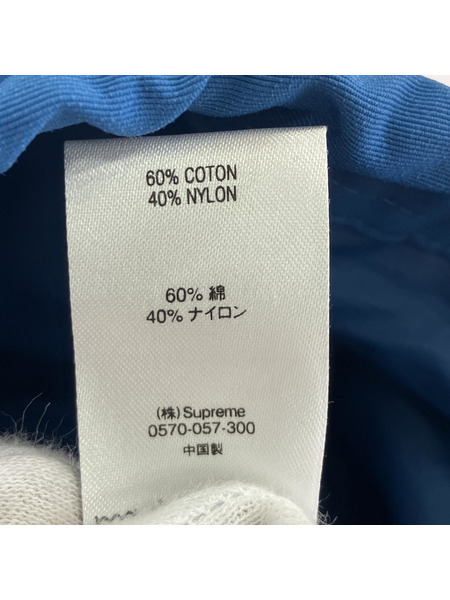 60% COTON
40% NYLON
60% 綿
40% ナイロン
(株) Supreme
0570-057-300
中国製